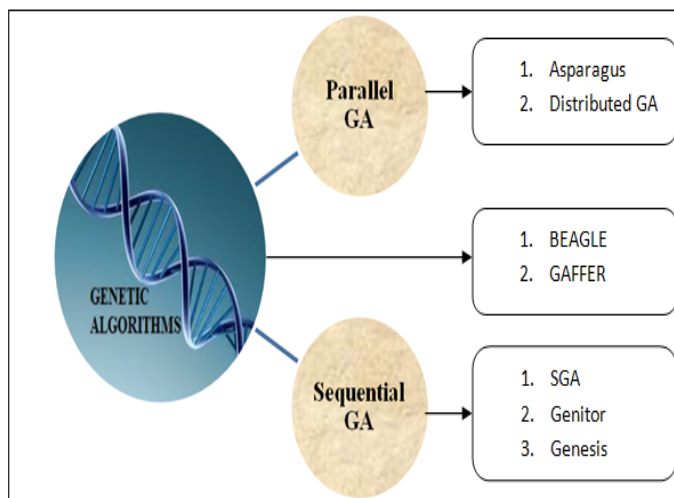 Parallel
GA
1. Asparagus
2. Distributed GA
GENETIC
ALGORITHMS
1. BEAGLE
2. GAFFER
Sequential
GA
1. SGA
2. Genitor
3. Genesis